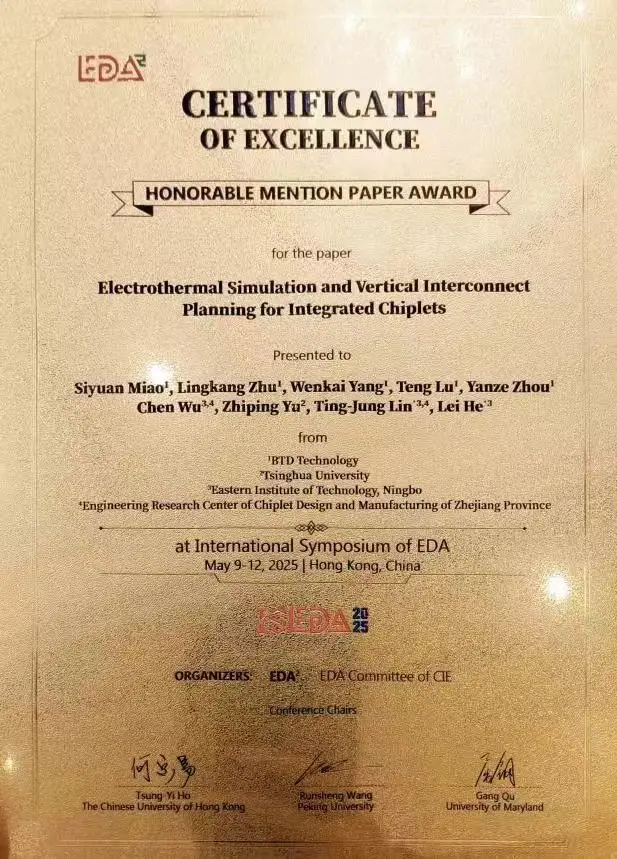 EDA²
CERTIFICATE
OF EXCELLENCE
HONORABLE MENTION PAPER AWARD
for the paper
Electrothermal Simulation and Vertical Interconnect
Planning for Integrated Chiplets
Presented to
Siyuan Miao¹, Lingkang Zhu¹, Wenkai Yang¹, Teng Lu¹, Yanze Zhou¹
Chen Wu³,⁴, Zhiping Yu², Ting-Jung Lin*³,⁴, Lei He*³
from
¹BTD Technology
²Tsinghua University
³Eastern Institute of Technology, Ningbo
⁴Engineering Research Center of Chiplet Design and Manufacturing of Zhejiang Province
at International Symposium of EDA
May 9-12, 2025 | Hong Kong, China
ISEDA 2025
ORGANIZERS: EDA² EDA Committee of CIE
Conference Chairs
Tsung-Yi Ho
The Chinese University of Hong Kong
Runsheng Wang
Peking University
Gang Qu
University of Maryland